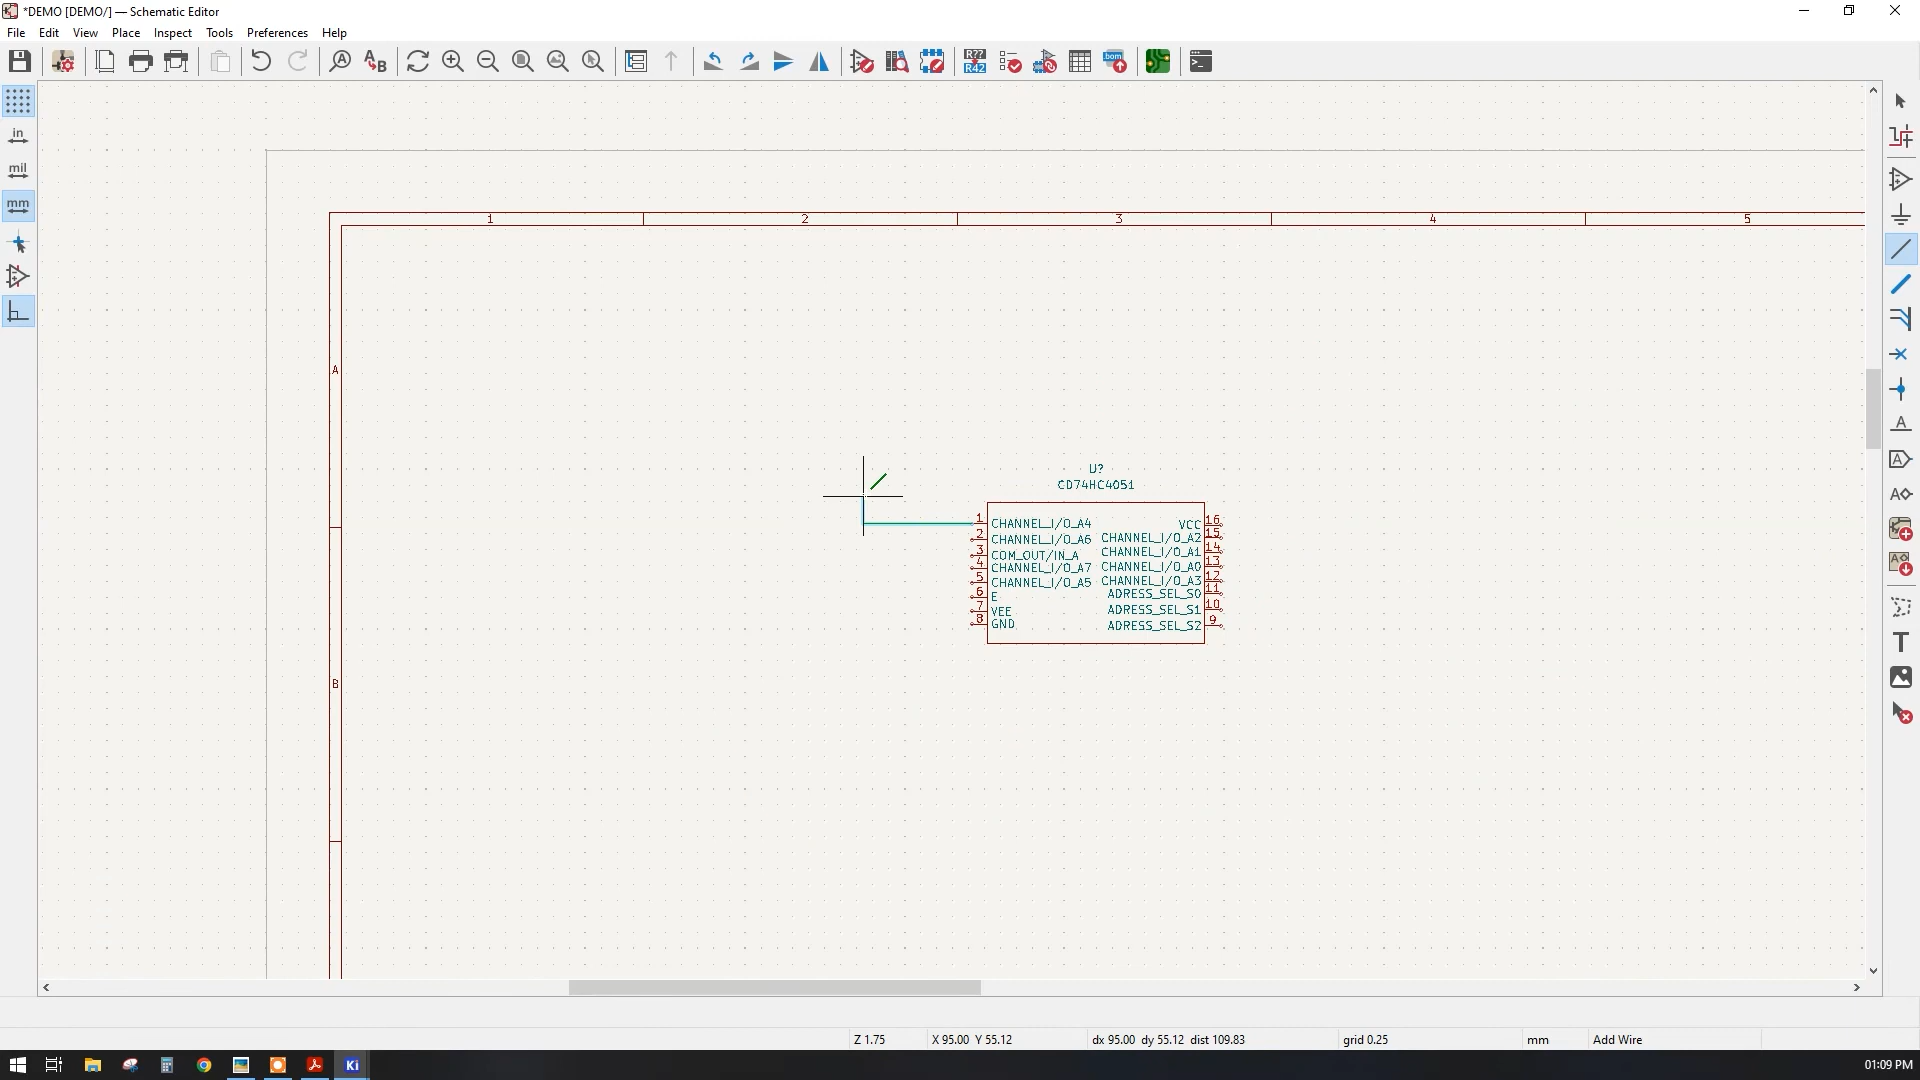 *DEMO [DEMO/] — Schematic Editor
File Edit View Place Inspect Tools Preferences Help
A B R?? R42 bom >_
in
mil
mm
1 2 3 4 5
A
B
U?
CD74HC4051
1 CHANNEL_I/O_A4 VCC 16
2 CHANNEL_I/O_A6 CHANNEL_I/O_A2 15
3 COM_OUT/IN_A CHANNEL_I/O_A1 14
4 CHANNEL_I/O_A7 CHANNEL_I/O_A0 13
5 CHANNEL_I/O_A5 CHANNEL_I/O_A3 12
6 E ADRESS_SEL_S0 11
7 VEE ADRESS_SEL_S1 10
8 GND ADRESS_SEL_S2 9
A
A
A
A
T
Z 1.75 X 95.00 Y 55.12 dx 95.00 dy 55.12 dist 109.83 grid 0.25 mm Add Wire
Ki 01:09 PM